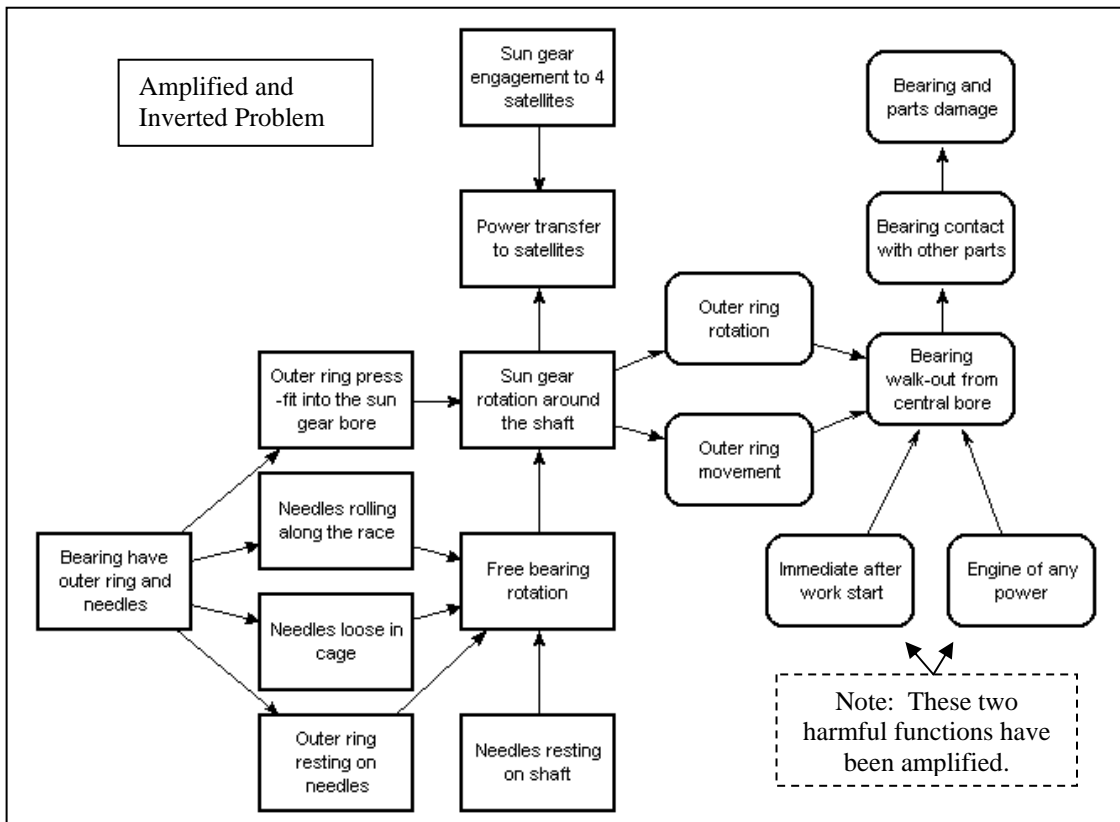 Amplified and
Inverted Problem
Sun gear
engagement to 4
satellites
Bearing and
parts damage
Power transfer
to satellites
Bearing contact
with other parts
Outer ring
rotation
Outer ring press
-fit into the sun
gear bore
Sun gear
rotation around
the shaft
Bearing
walk-out from
central bore
Outer ring
movement
Needles rolling
along the race
Bearing have
outer ring and
needles
Free bearing
rotation
Immediate after
work start
Engine of any
power
Needles loose in
cage
Outer ring
resting on
needles
Needles resting
on shaft
Note: These two
harmful functions have
been amplified.